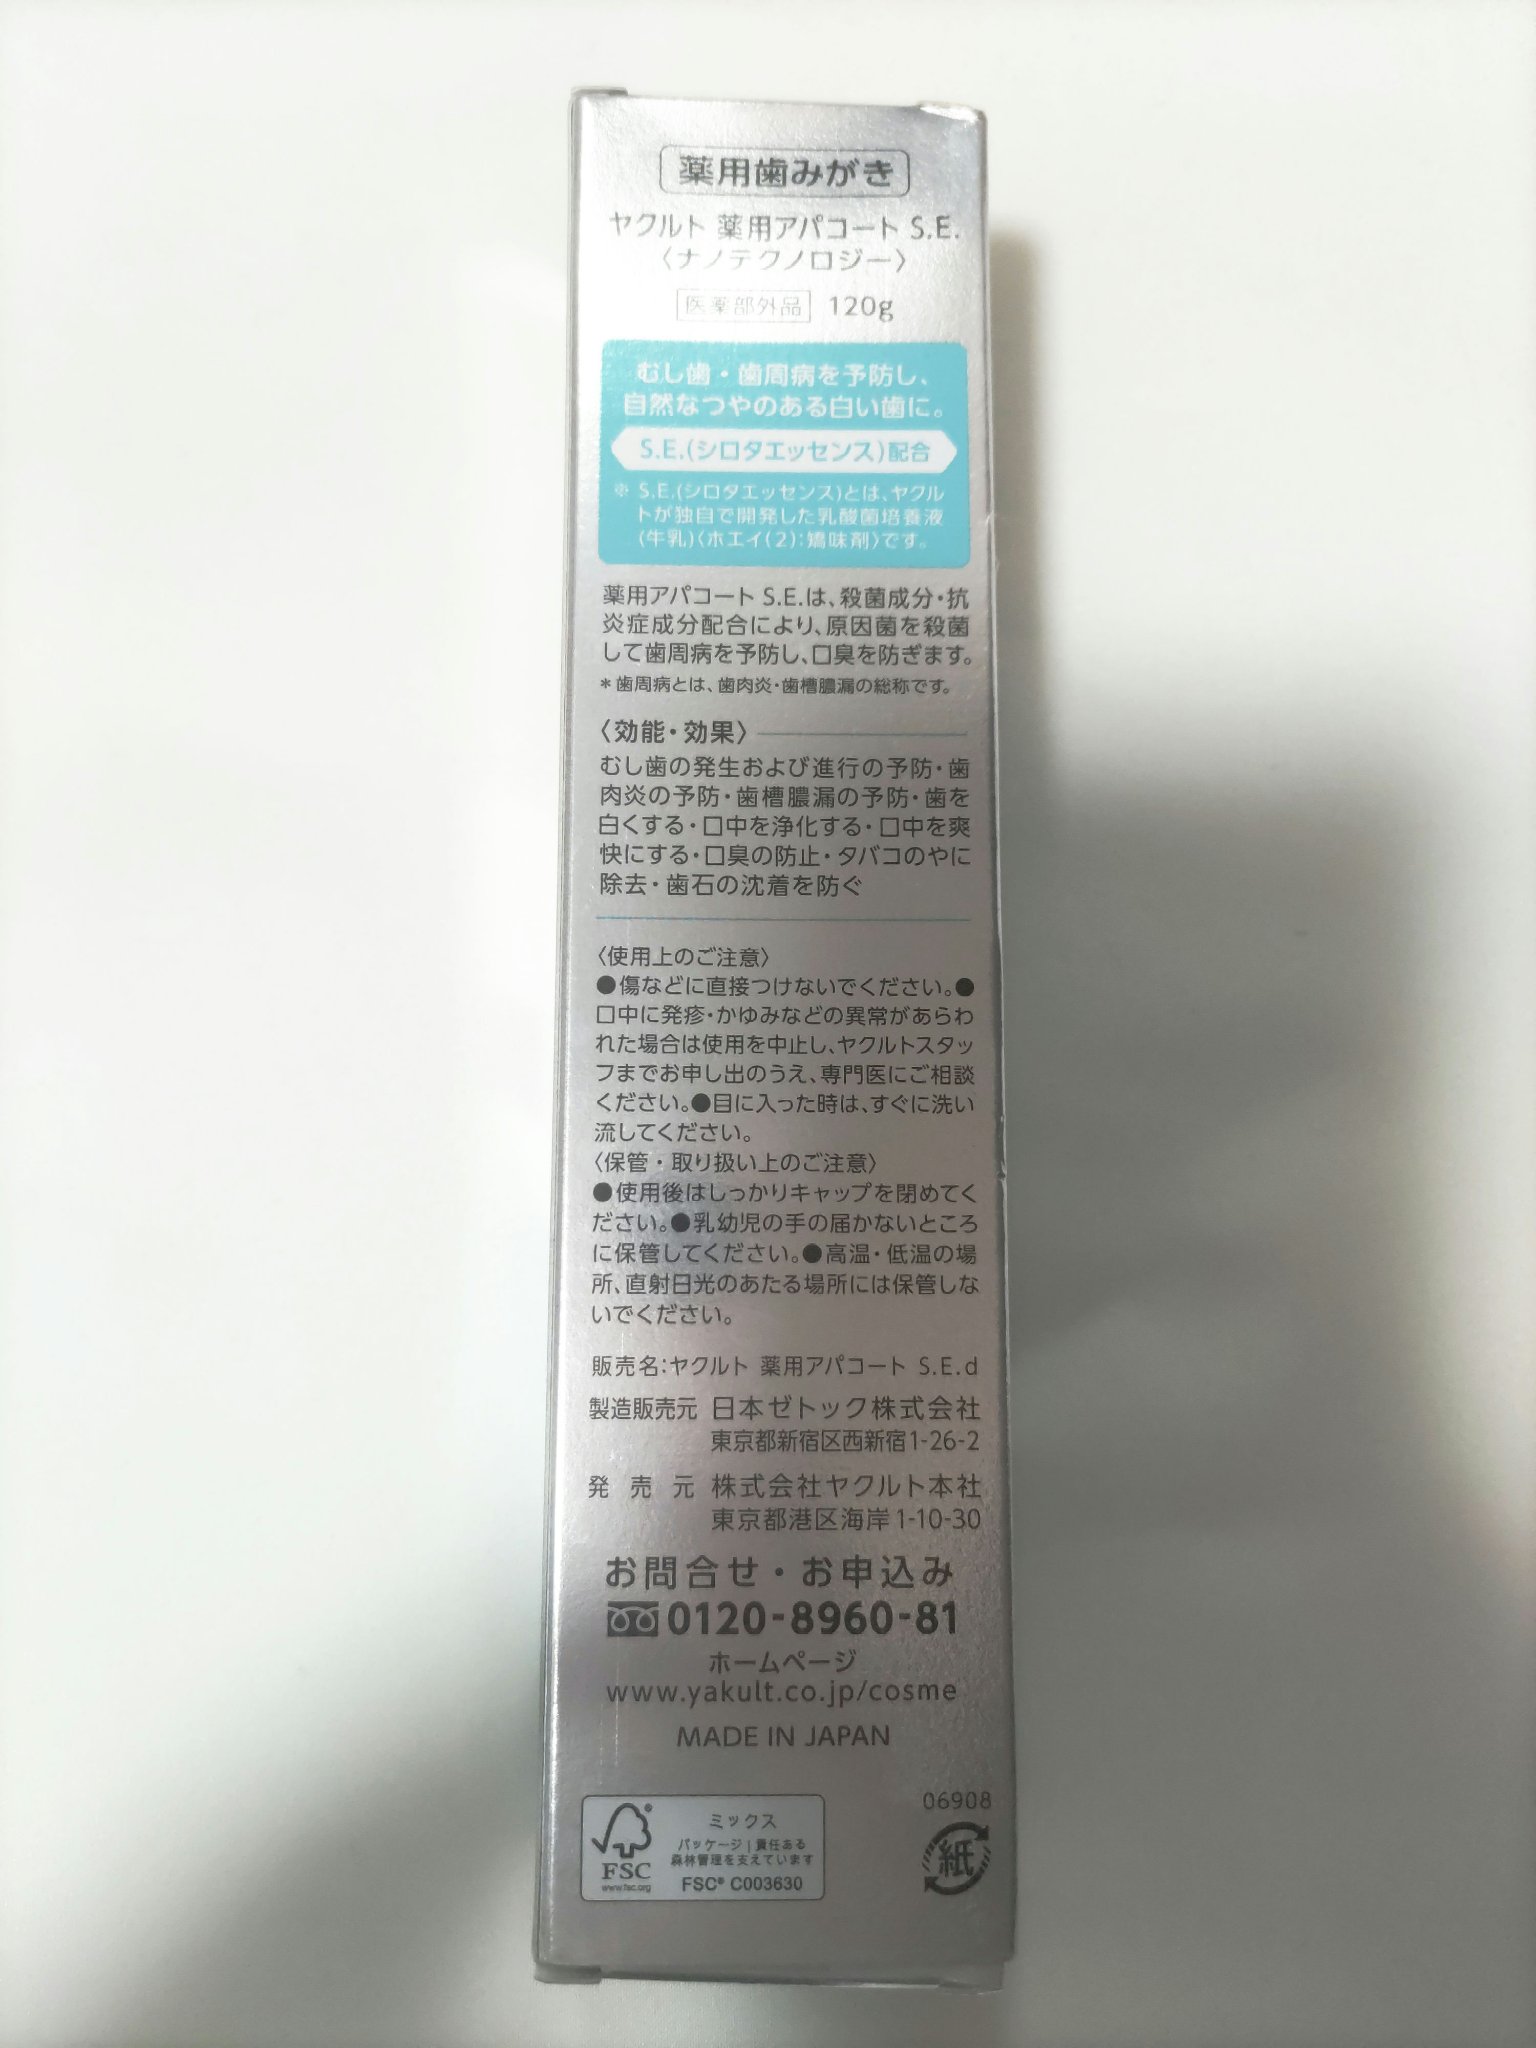 薬用歯みがき
ヤクルト 薬用アパコート S.E.
〈ナノテクノロジー〉
医薬部外品 120g
むし歯・歯周病を予防し、
自然なつやのある白い歯に。
S.E.(シロタエッセンス)配合
※ S.E.(シロタエッセンス)とは、ヤクル
トが独自で開発した乳酸菌培養液
(牛乳)〈ホエイ(2):矯味剤〉です。
薬用アパコート S.E.は、殺菌成分・抗
炎症成分配合により、原因菌を殺菌
して歯周病を予防し、口臭を防ぎます。
＊歯周病とは、歯肉炎・歯槽膿漏の総称です。
〈効能・効果〉
むし歯の発生および進行の予防・歯
肉炎の予防・歯槽膿漏の予防・歯を
白くする・口中を浄化する・口中を爽
快にする・口臭の防止・タバコのやに
除去・歯石の沈着を防ぐ
〈使用上のご注意〉
●傷などに直接つけないでください。●
口中に発疹・かゆみなどの異常があらわ
れた場合は使用を中止し、ヤクルトスタッ
フまでお申し出のうえ、専門医にご相談
ください。●目に入った時は、すぐに洗い
流してください。
〈保管・取り扱い上のご注意〉
●使用後はしっかりキャップを閉めてく
ださい。●乳幼児の手の届かないところ
に保管してください。●高温・低温の場
所、直射日光のあたる場所には保管しな
いでください。
販売名:ヤクルト 薬用アパコート S.E.d
製造販売元 日本ゼトック株式会社
東京都新宿区西新宿1-26-2
発売元 株式会社ヤクルト本社
東京都港区海岸1-10-30
お問合せ・お申込み
0120-8960-81
ホームページ
www.yakult.co.jp/cosme
MADE IN JAPAN
06908
紙
FSC
www.fsc.org
ミックス
パッケージ | 責任ある
森林管理を支えています
FSC® C003630